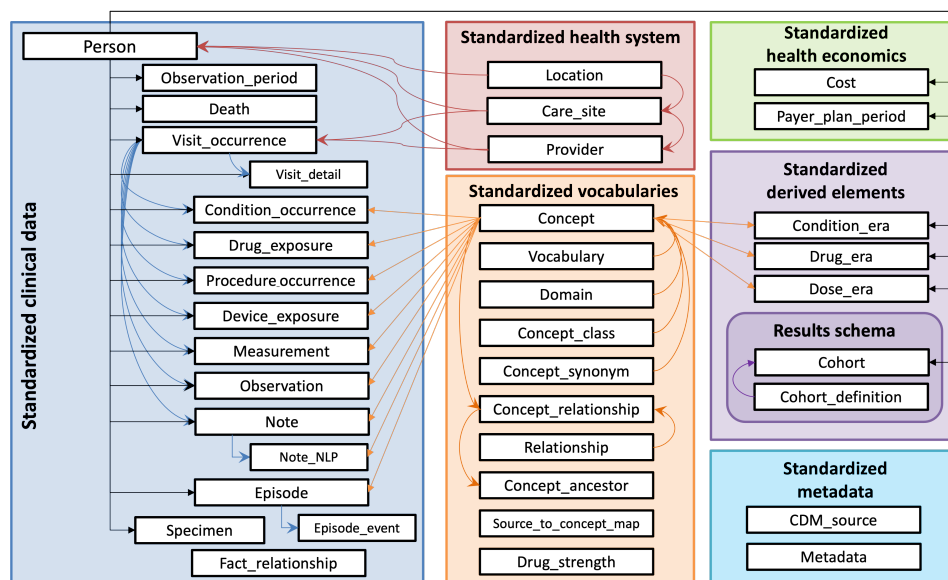 Standardized clinical data
Person
Observation_period
Death
Visit_occurrence
Visit_detail
Condition_occurrence
Drug_exposure
Procedure_occurrence
Device_exposure
Measurement
Observation
Note
Note_NLP
Episode
Specimen
Episode_event
Fact_relationship
Standardized health system
Location
Care_site
Provider
Standardized vocabularies
Concept
Vocabulary
Domain
Concept_class
Concept_synonym
Concept_relationship
Relationship
Concept_ancestor
Source_to_concept_map
Drug_strength
Standardized
health economics
Cost
Payer_plan_period
Standardized
derived elements
Condition_era
Drug_era
Dose_era
Results schema
Cohort
Cohort_definition
Standardized
metadata
CDM_source
Metadata